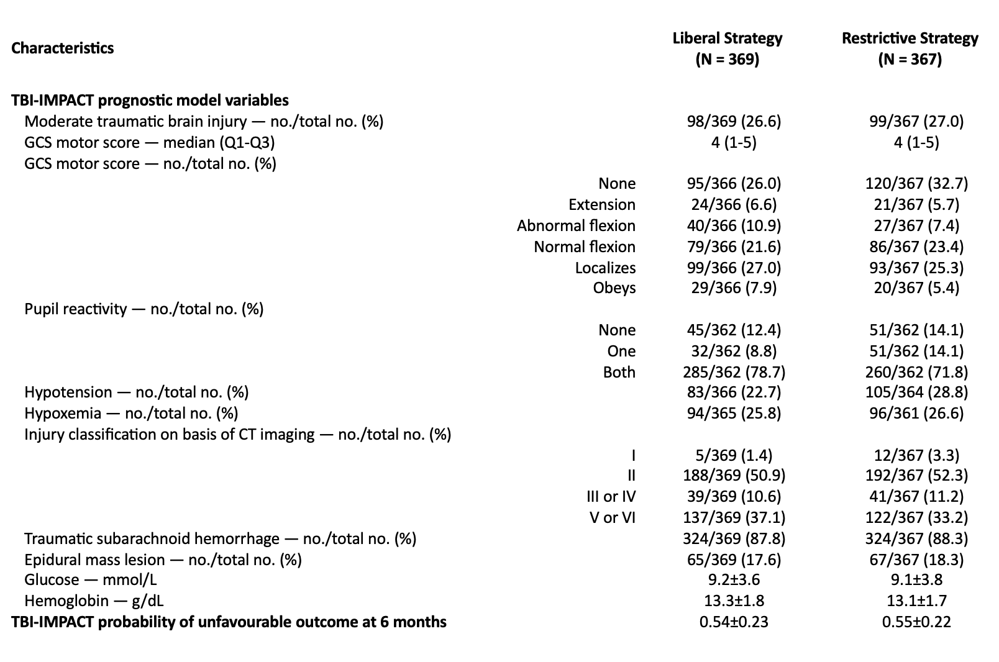 Characteristics Liberal Strategy (N = 369) Restrictive Strategy (N = 367)
TBI-IMPACT prognostic model variables
Moderate traumatic brain injury — no./total no. (%) 98/369 (26.6) 99/367 (27.0)
GCS motor score — median (Q1-Q3) 4 (1-5) 4 (1-5)
GCS motor score — no./total no. (%)
None 95/366 (26.0) 120/367 (32.7)
Extension 24/366 (6.6) 21/367 (5.7)
Abnormal flexion 40/366 (10.9) 27/367 (7.4)
Normal flexion 79/366 (21.6) 86/367 (23.4)
Localizes 99/366 (27.0) 93/367 (25.3)
Obeys 29/366 (7.9) 20/367 (5.4)
Pupil reactivity — no./total no. (%)
None 45/362 (12.4) 51/362 (14.1)
One 32/362 (8.8) 51/362 (14.1)
Both 285/362 (78.7) 260/362 (71.8)
Hypotension — no./total no. (%) 83/366 (22.7) 105/364 (28.8)
Hypoxemia — no./total no. (%) 94/365 (25.8) 96/361 (26.6)
Injury classification on basis of CT imaging — no./total no. (%)
I 5/369 (1.4) 12/367 (3.3)
II 188/369 (50.9) 192/367 (52.3)
III or IV 39/369 (10.6) 41/367 (11.2)
V or VI 137/369 (37.1) 122/367 (33.2)
Traumatic subarachnoid hemorrhage — no./total no. (%) 324/369 (87.8) 324/367 (88.3)
Epidural mass lesion — no./total no. (%) 65/369 (17.6) 67/367 (18.3)
Glucose — mmol/L 9.2±3.6 9.1±3.8
Hemoglobin — g/dL 13.3±1.8 13.1±1.7
TBI-IMPACT probability of unfavourable outcome at 6 months 0.54±0.23 0.55±0.22